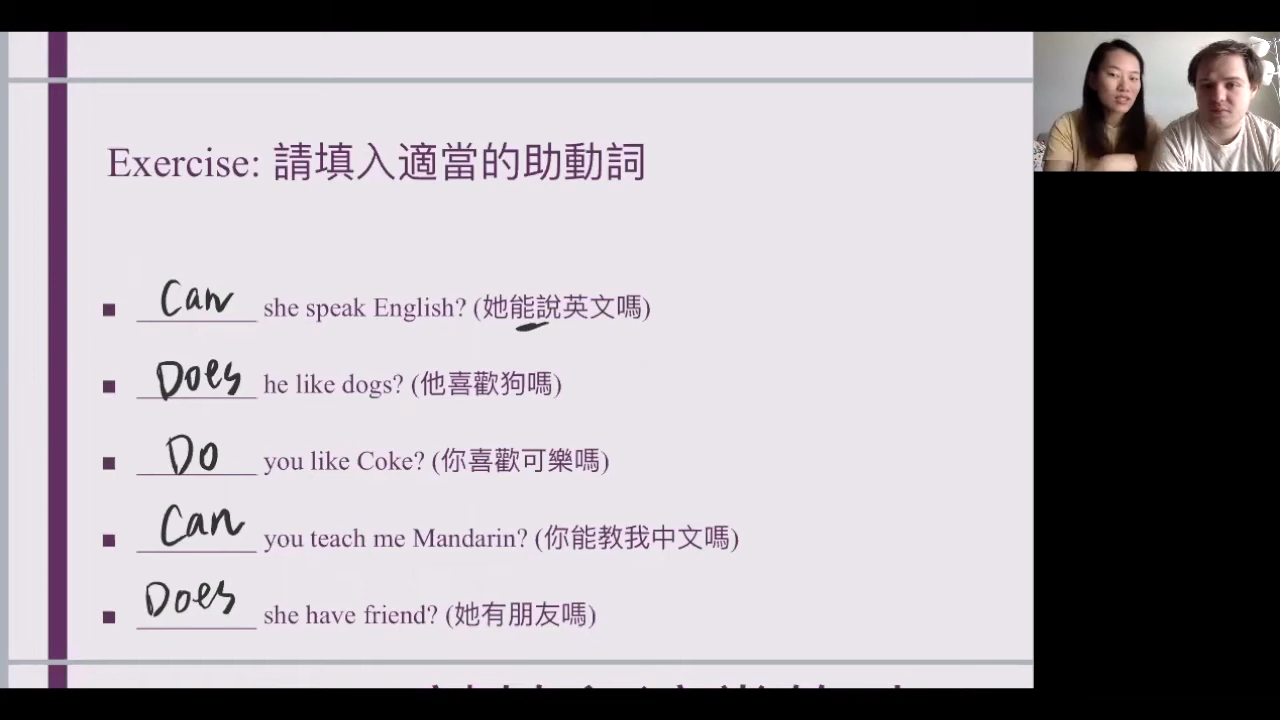 Exercise: 請填入適當的助動詞
Can she speak English? (她能說英文嗎)
Does he like dogs? (他喜歡狗嗎)
Do you like Coke? (你喜歡可樂嗎)
Can you teach me Mandarin? (你能教我中文嗎)
Does she have friend? (她有朋友嗎)